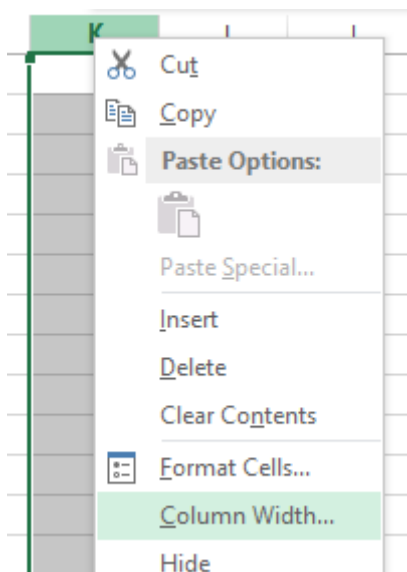 K
Cut
Copy
Paste Options:
Paste Special...
Insert
Delete
Clear Contents
Format Cells...
Column Width...
Hide